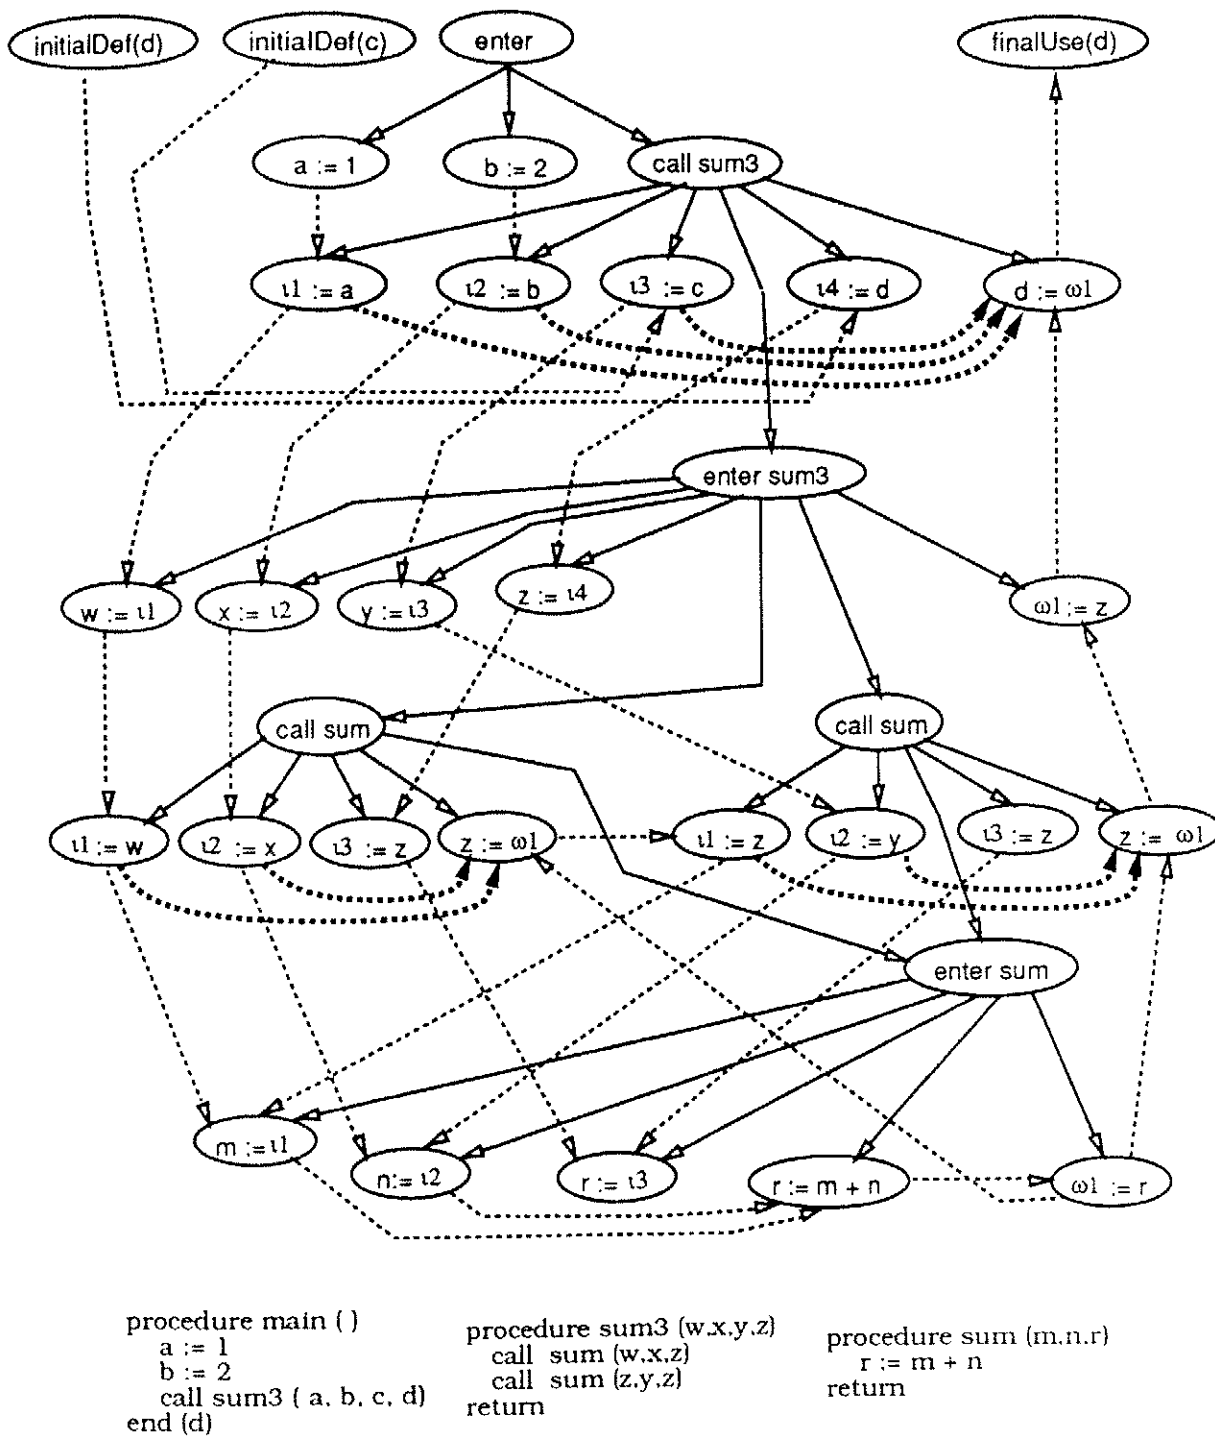 initialDef(d)
initialDef(c)
enter
finalUse(d)
a := 1
b := 2
call sum3
ι1 := a
ι2 := b
ι3 := c
ι4 := d
d := ω1
enter sum3
w := ι1
x := ι2
y := ι3
z := ι4
ω1 := z
call sum
call sum
ι1 := w
ι2 := x
ι3 := z
z := ω1
ι1 := z
ι2 := y
ι3 := z
z := ω1
enter sum
m := ι1
n := ι2
r := ι3
r := m + n
ω1 := r
procedure main ( )
a := 1
b := 2
call sum3 ( a, b, c, d)
end (d)
procedure sum3 (w,x,y,z)
call sum (w,x,z)
call sum (z,y,z)
return
procedure sum (m,n,r)
r := m + n
return